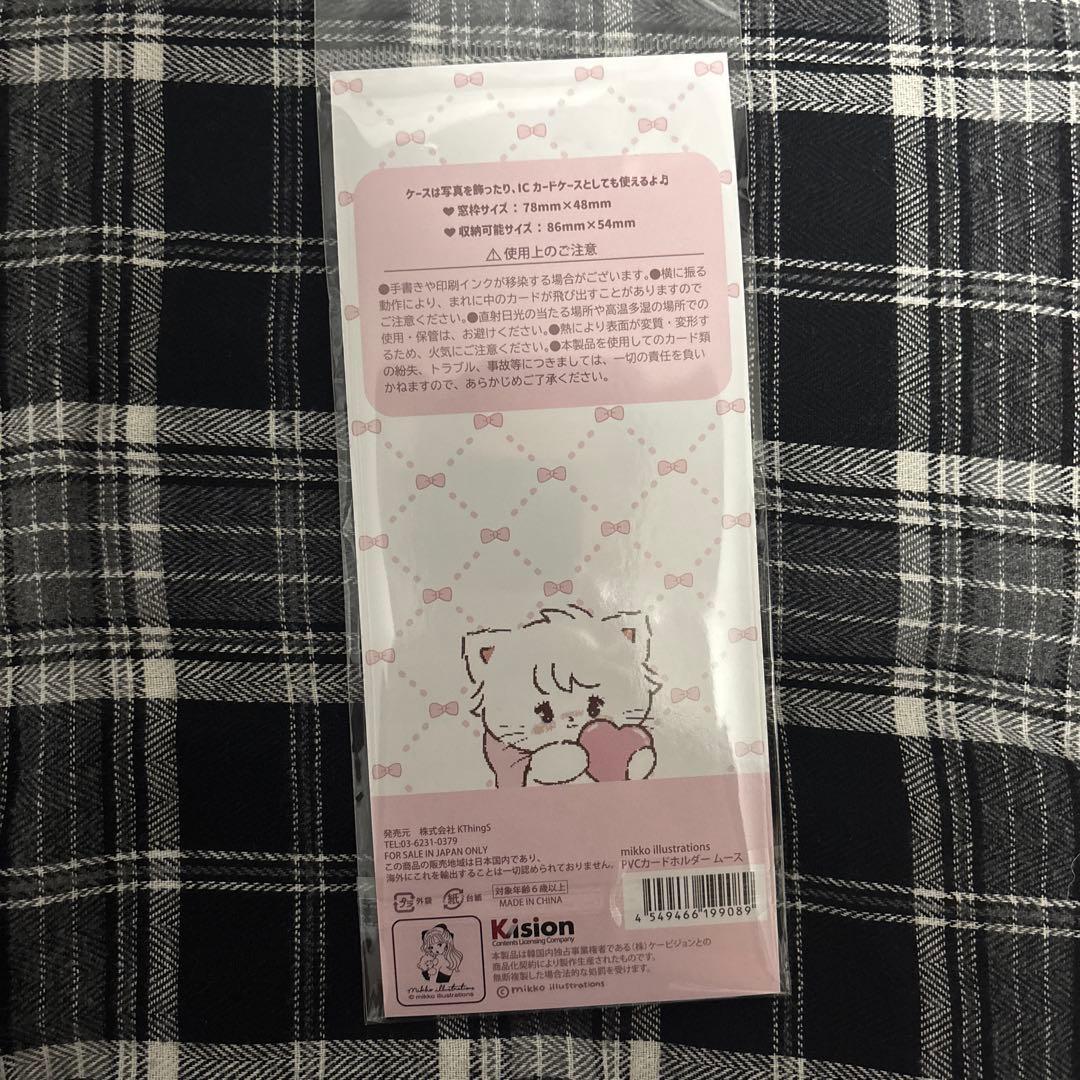 ケースは写真を飾ったり、ICカードケースとしても使えるよ♫
♥窓枠サイズ：78mm×48mm
♥収納可能サイズ：86mm×54mm
⚠使用上のご注意
●手書きや印刷インクが移染する場合がございます。●横に振る
動作により、まれに中のカードが飛び出すことがありますので
ご注意ください。●直射日光の当たる場所や高温多湿の場所での
使用・保管は、お避けください。●熱により表面が変質・変形す
るため、火気にご注意ください。●本製品を使用してのカード類
の紛失、トラブル、事故等につきましては、一切の責任を負い
かねますので、あらかじめご了承ください。
発売元 株式会社 KThingS
TEL:03-6231-0379
FOR SALE IN JAPAN ONLY
この商品の販売地域は日本国内であり、
海外にこれを輸出することは一切認められておりません。
プラ 外袋 紙 台紙 対象年齢6歳以上
MADE IN CHINA
mikko illustrations
PVCカードホルダー ムース
4 549466 199089
Kision
Contents Licensing Company
本製品は韓国内独占事業権者である(株)ケービジョンとの
商品化契約により製作生産されたものです。
無断複製した場合法的な処罰を受けます。
©mikko illustrations
Mikko illustrations
© mikko illustrations